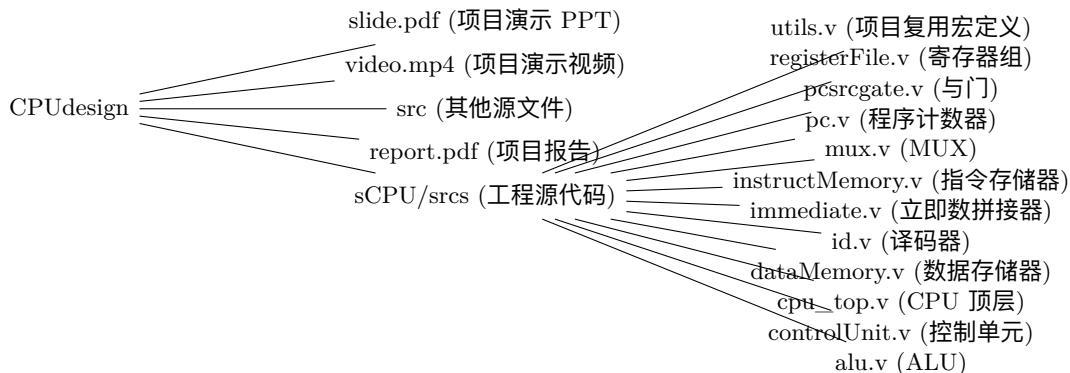 CPUdesign
slide.pdf (项目演示 PPT)
video.mp4 (项目演示视频)
src (其他源文件)
report.pdf (项目报告)
sCPU/srcs (工程源代码)
utils.v (项目复用宏定义)
registerFile.v (寄存器组)
pcsrcgate.v (与门)
pc.v (程序计数器)
mux.v (MUX)
instructMemory.v (指令存储器)
immediate.v (立即数拼接器)
id.v (译码器)
dataMemory.v (数据存储器)
cpu_top.v (CPU 顶层)
controlUnit.v (控制单元)
alu.v (ALU)